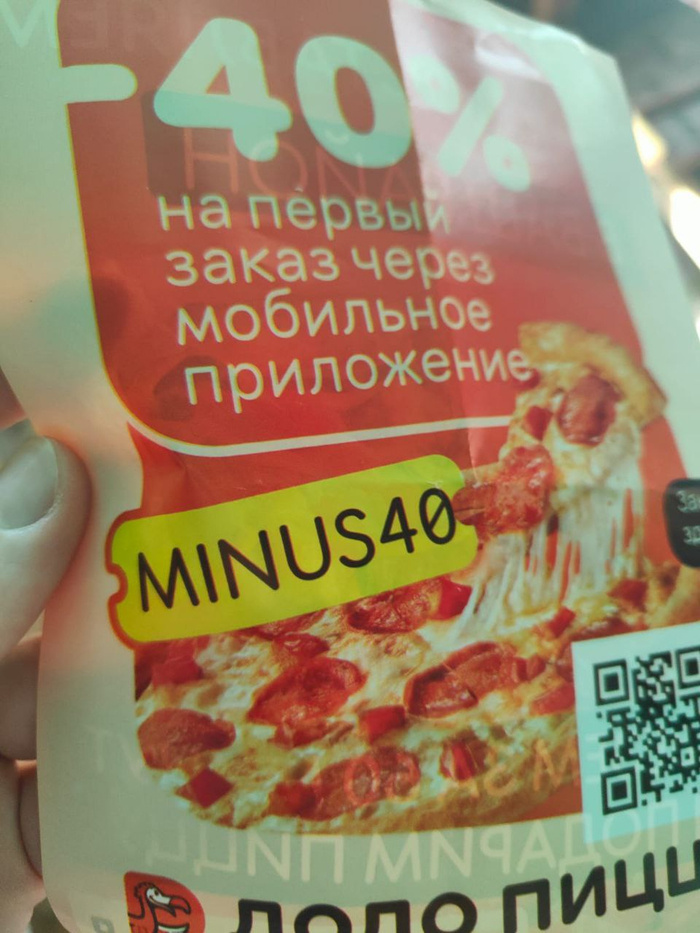 -40%
на первый
заказ через
мобильное
приложение
MINUS40
додо пицц